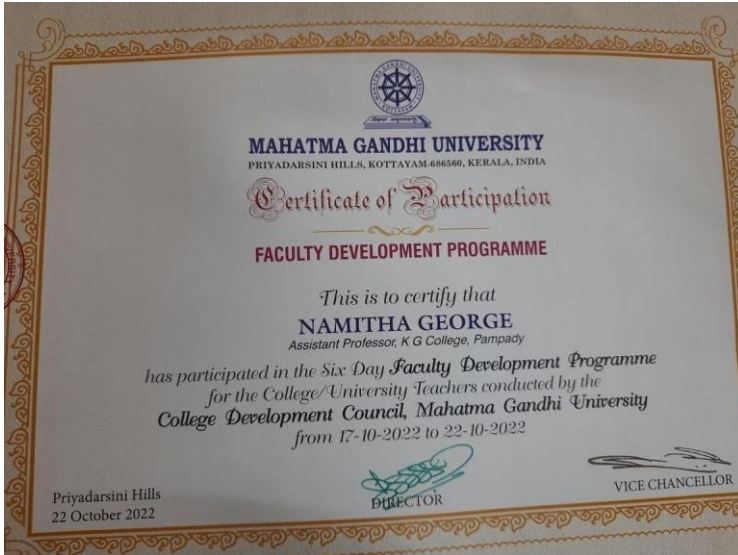 MAHATMA GANDHI UNIVERSITY
PRIYADARSINI HILLS, KOTTAYAM-686560, KERALA, INDIA
Certificate of Participation
FACULTY DEVELOPMENT PROGRAMME
This is to certify that
NAMITHA GEORGE
Assistant Professor, K G College, Pampady
has participated in the Six Day Faculty Development Programme
for the College/University Teachers conducted by the
College Development Council, Mahatma Gandhi University
from 17-10-2022 to 22-10-2022
Priyadarsini Hills
22 October 2022
DIRECTOR
VICE CHANCELLOR